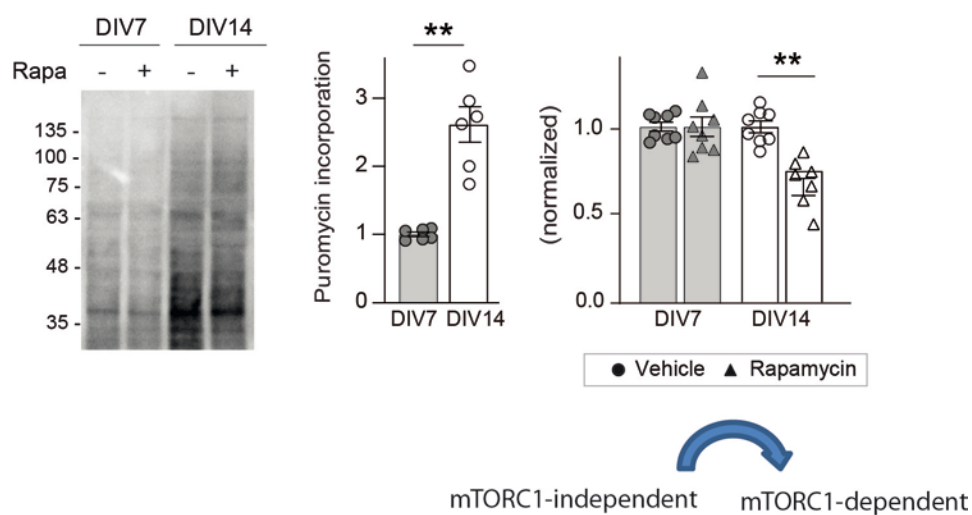 DIV7 DIV14
Rapa - + - +
135 -
100 -
75 -
63 -
48 -
35 -
Puromycin incorporation
**
3
2
1
0
DIV7 DIV14
(normalized)
**
1.0
0.5
0.0
DIV7 DIV14
● Vehicle ▲ Rapamycin
mTORC1-independent mTORC1-dependent